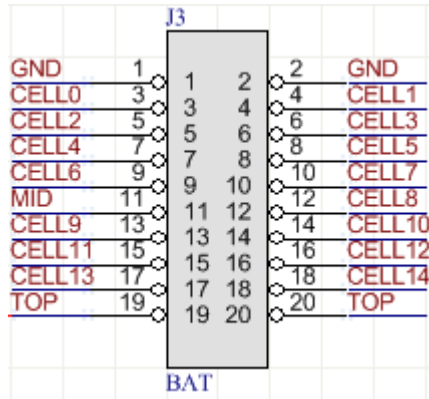 J3
GND 1 1 2 2 GND
CELL0 3 3 4 4 CELL1
CELL2 5 5 6 6 CELL3
CELL4 7 7 8 8 CELL5
CELL6 9 9 10 10 CELL7
MID 11 11 12 12 CELL8
CELL9 13 13 14 14 CELL10
CELL11 15 15 16 16 CELL12
CELL13 17 17 18 18 CELL14
TOP 19 19 20 20 TOP
BAT